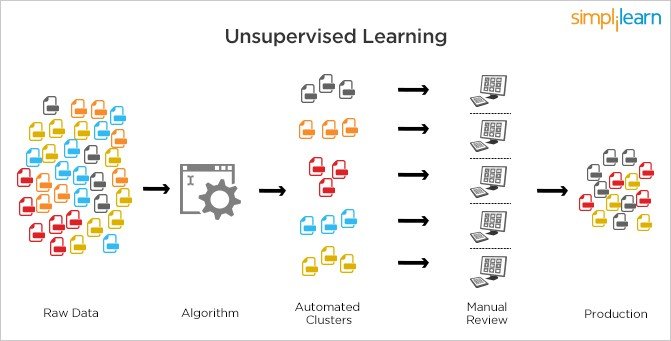 simplilearn
Unsupervised Learning
Raw Data
Algorithm
Automated
Clusters
Manual
Review
Production